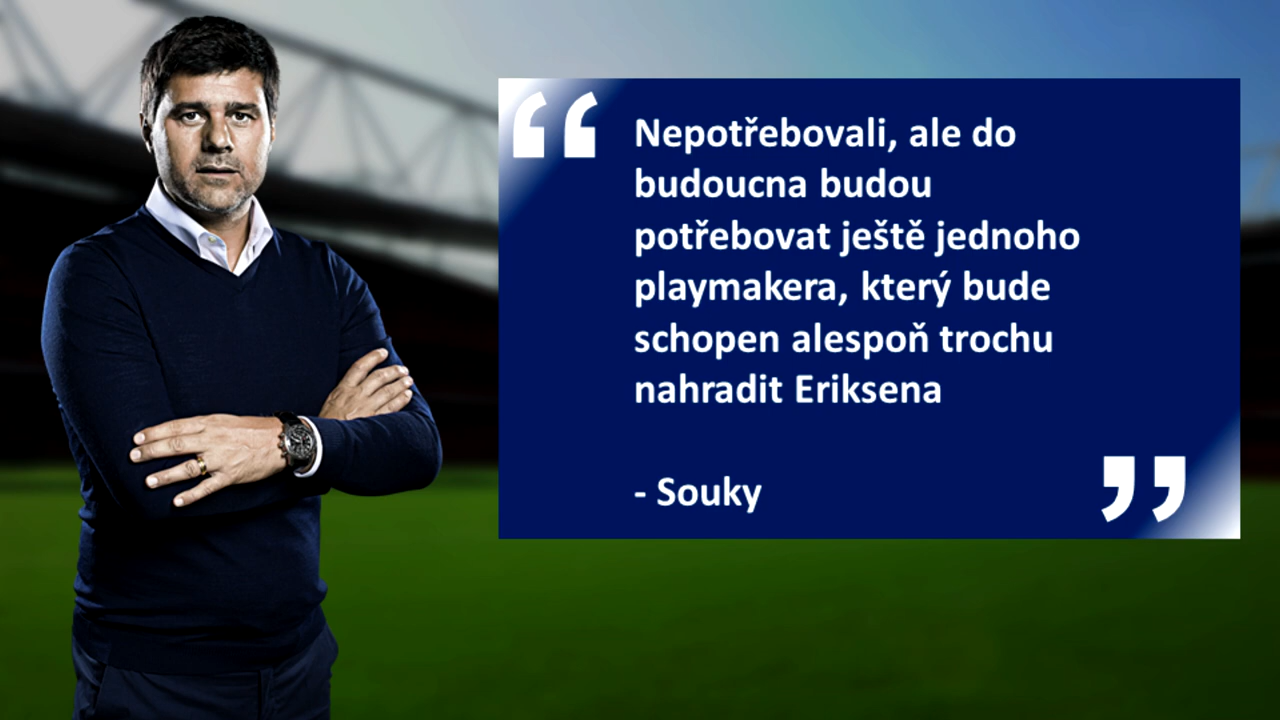 Nepotřebovali, ale do
budoucna budou
potřebovat ještě jednoho
playmakera, který bude
schopen alespoň trochu
nahradit Eriksena
- Souky